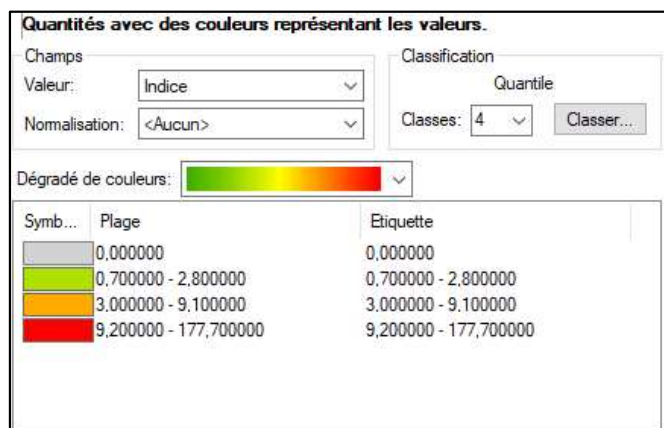 Quantités avec des couleurs représentant les valeurs.
Champs
Valeur: Indice
Normalisation: <Aucun>
Classification
Quantile
Classes: 4 Classer...
Dégradé de couleurs:
Symb... Plage Etiquette
0,000000 0,000000
0,700000 - 2,800000 0,700000 - 2,800000
3,000000 - 9,100000 3,000000 - 9,100000
9,200000 - 177,700000 9,200000 - 177,700000